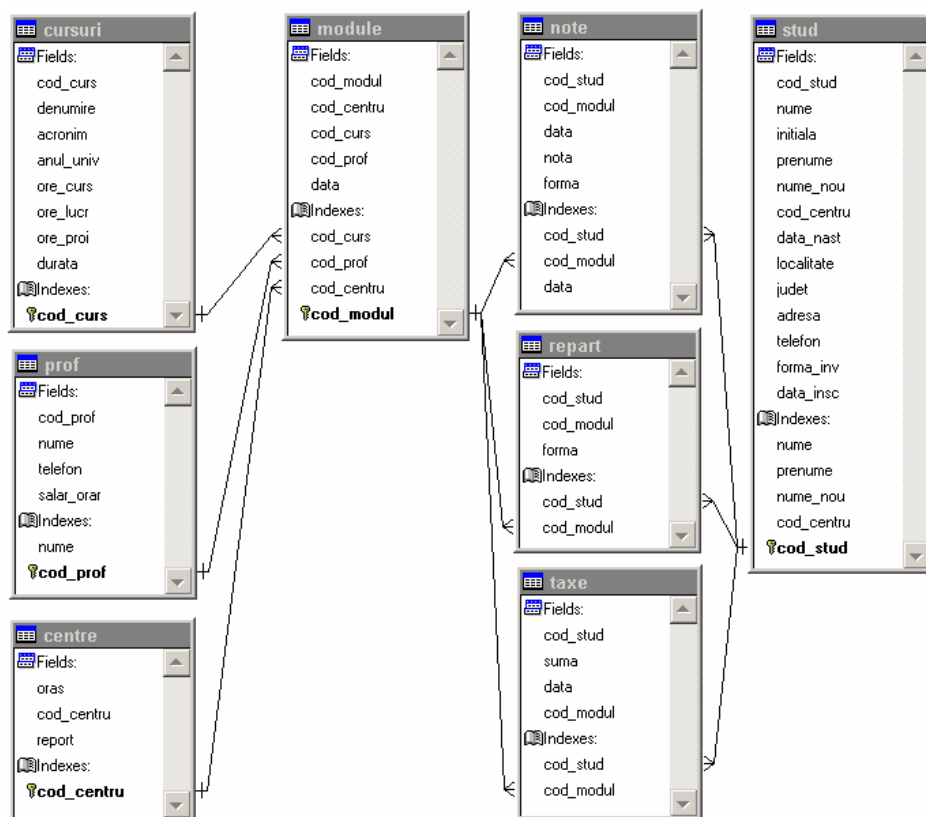 cursuri
Fields:
cod_curs
denumire
acronim
anul_univ
ore_curs
ore_lucr
ore_proi
durata
Indexes:
cod_curs
prof
Fields:
cod_prof
nume
telefon
salar_orar
Indexes:
nume
cod_prof
centre
Fields:
oras
cod_centru
report
Indexes:
cod_centru
module
Fields:
cod_modul
cod_centru
cod_curs
cod_prof
data
Indexes:
cod_curs
cod_prof
cod_centru
cod_modul
note
Fields:
cod_stud
cod_modul
data
nota
forma
Indexes:
cod_stud
cod_modul
data
repart
Fields:
cod_stud
cod_modul
forma
Indexes:
cod_stud
cod_modul
taxe
Fields:
cod_stud
suma
data
cod_modul
Indexes:
cod_stud
cod_modul
stud
Fields:
cod_stud
nume
initiala
prenume
nume_nou
cod_centru
data_nast
localitate
judet
adresa
telefon
forma_inv
data_insc
Indexes:
nume
prenume
nume_nou
cod_centru
cod_stud